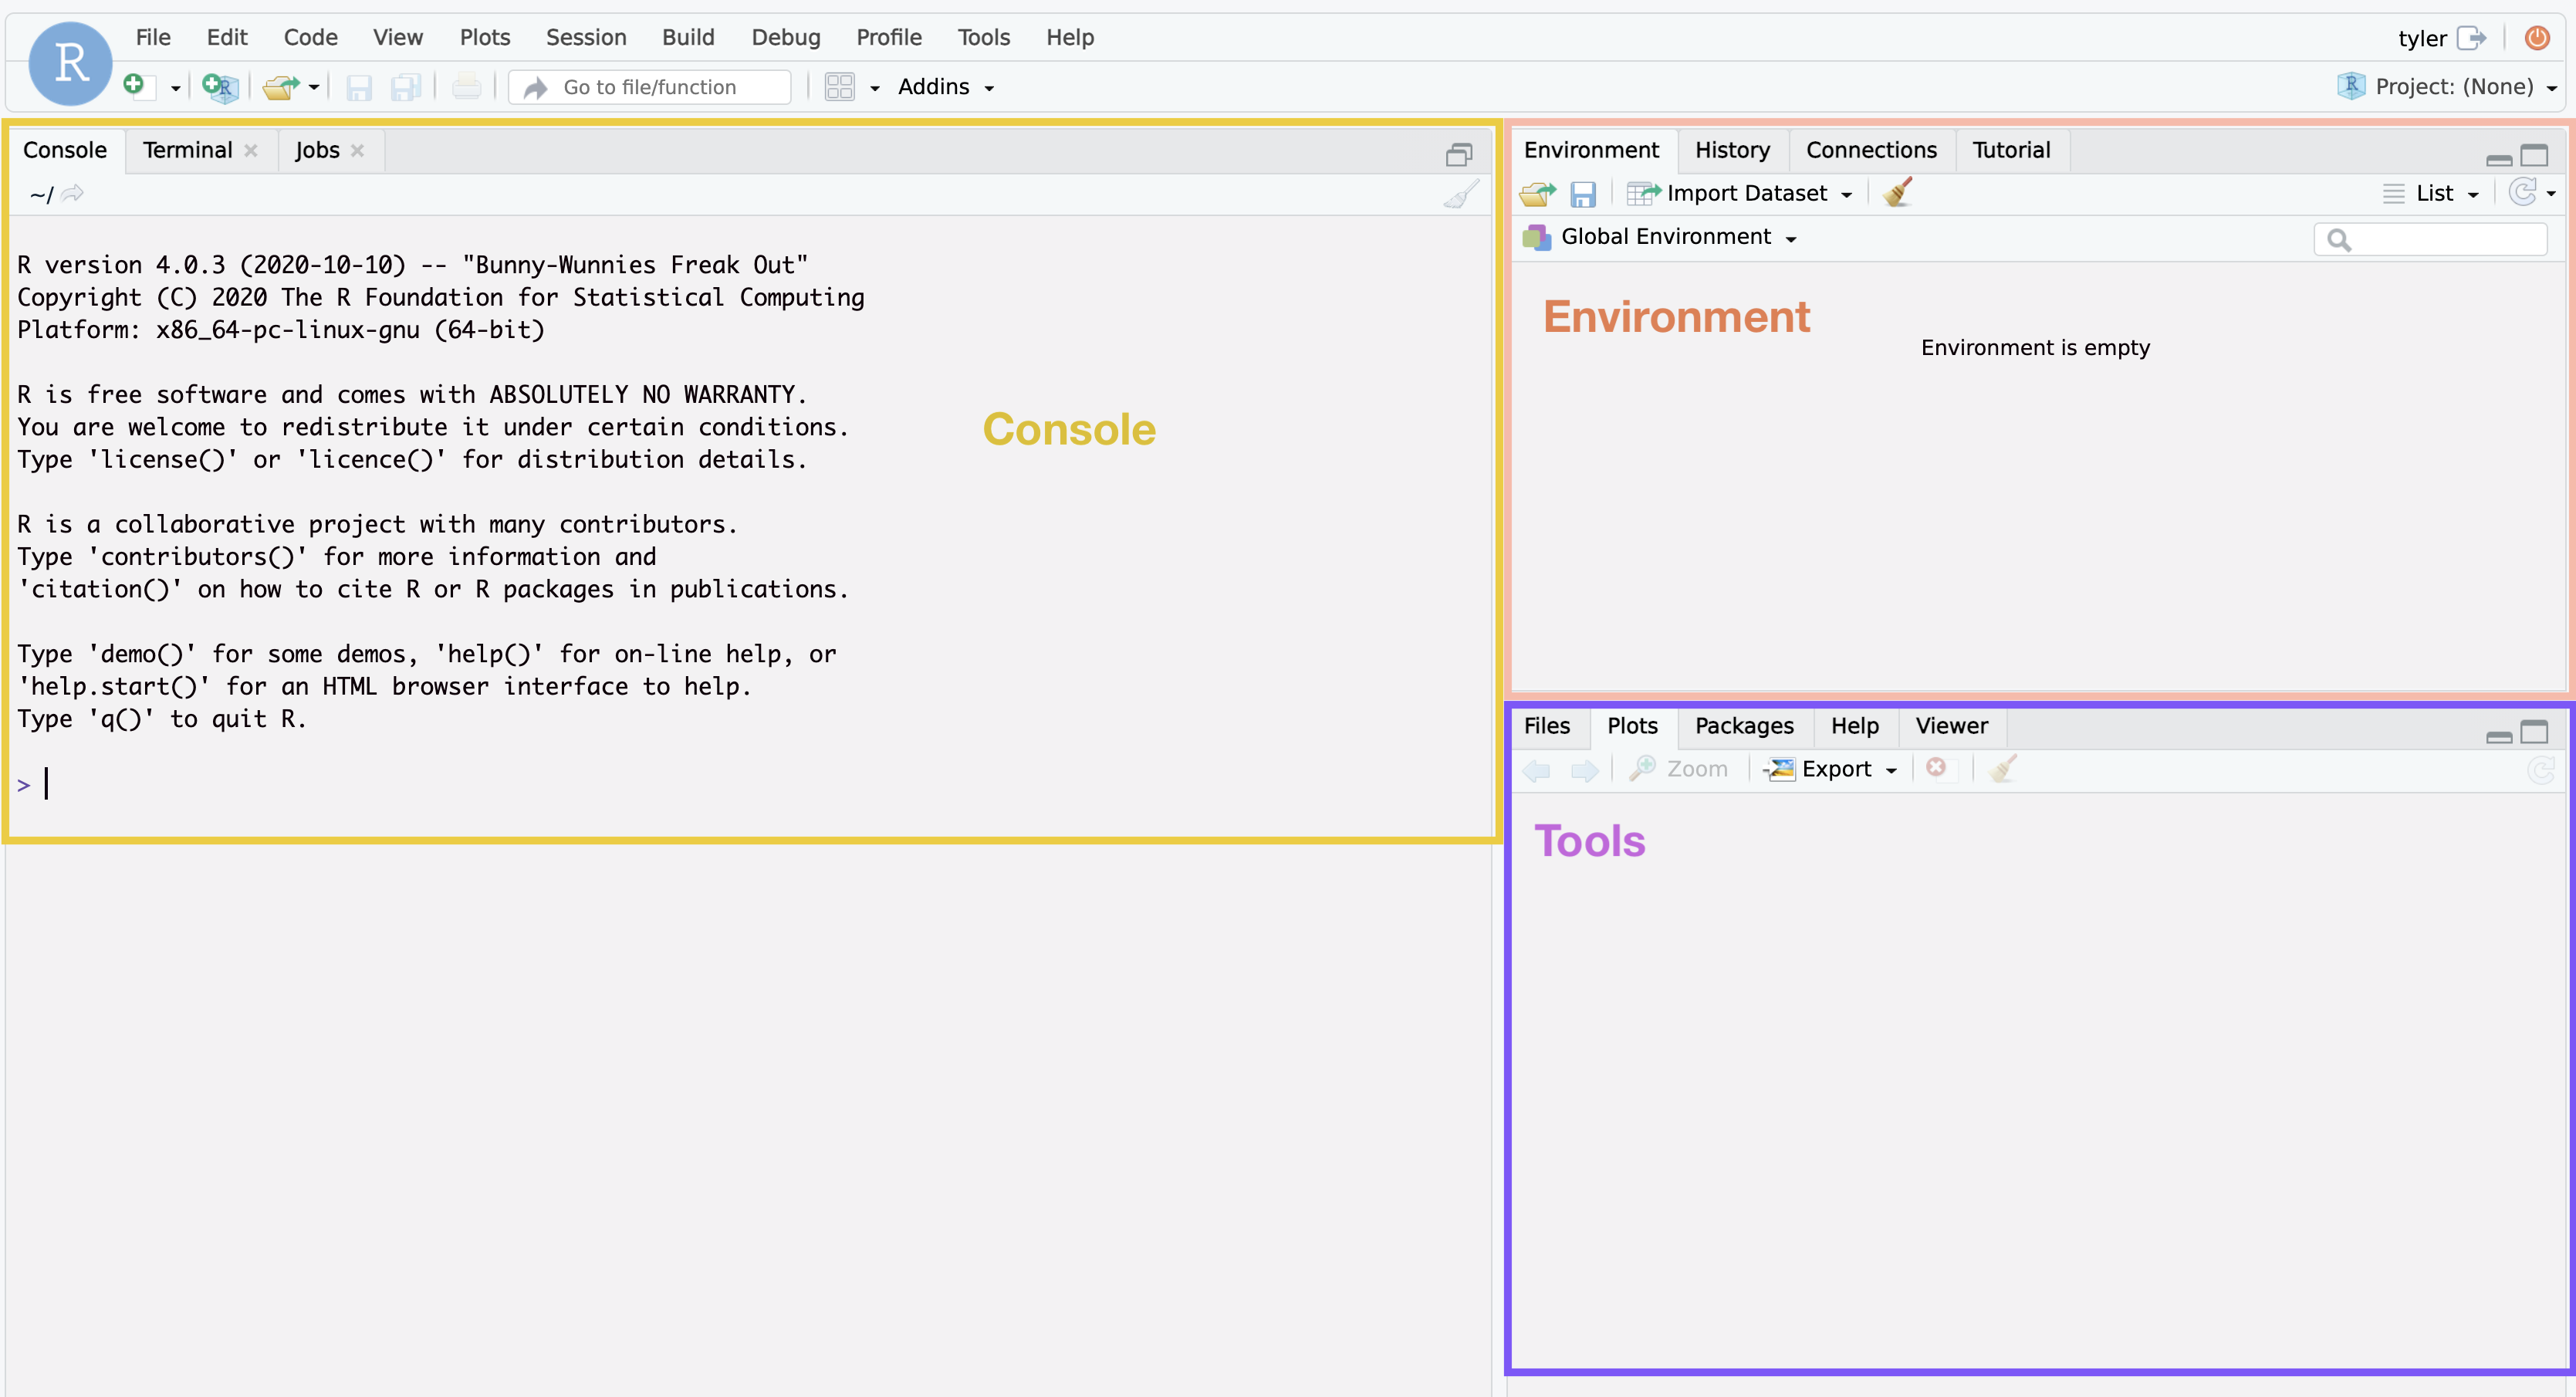 R
File Edit Code View Plots Session Build Debug Profile Tools Help
tyler
R
Go to file/function
Addins
R
Project: (None)
Console Terminal Jobs
~/
R version 4.0.3 (2020-10-10) -- "Bunny-Wunnies Freak Out"
Copyright (C) 2020 The R Foundation for Statistical Computing
Platform: x86_64-pc-linux-gnu (64-bit)
R is free software and comes with ABSOLUTELY NO WARRANTY.
You are welcome to redistribute it under certain conditions.
Type 'license()' or 'licence()' for distribution details.
R is a collaborative project with many contributors.
Type 'contributors()' for more information and
'citation()' on how to cite R or R packages in publications.
Type 'demo()' for some demos, 'help()' for on-line help, or
'help.start()' for an HTML browser interface to help.
Type 'q()' to quit R.
>
Console
Environment History Connections Tutorial
Import Dataset
List
Global Environment
Environment
Environment is empty
Files Plots Packages Help Viewer
Zoom Export
Tools